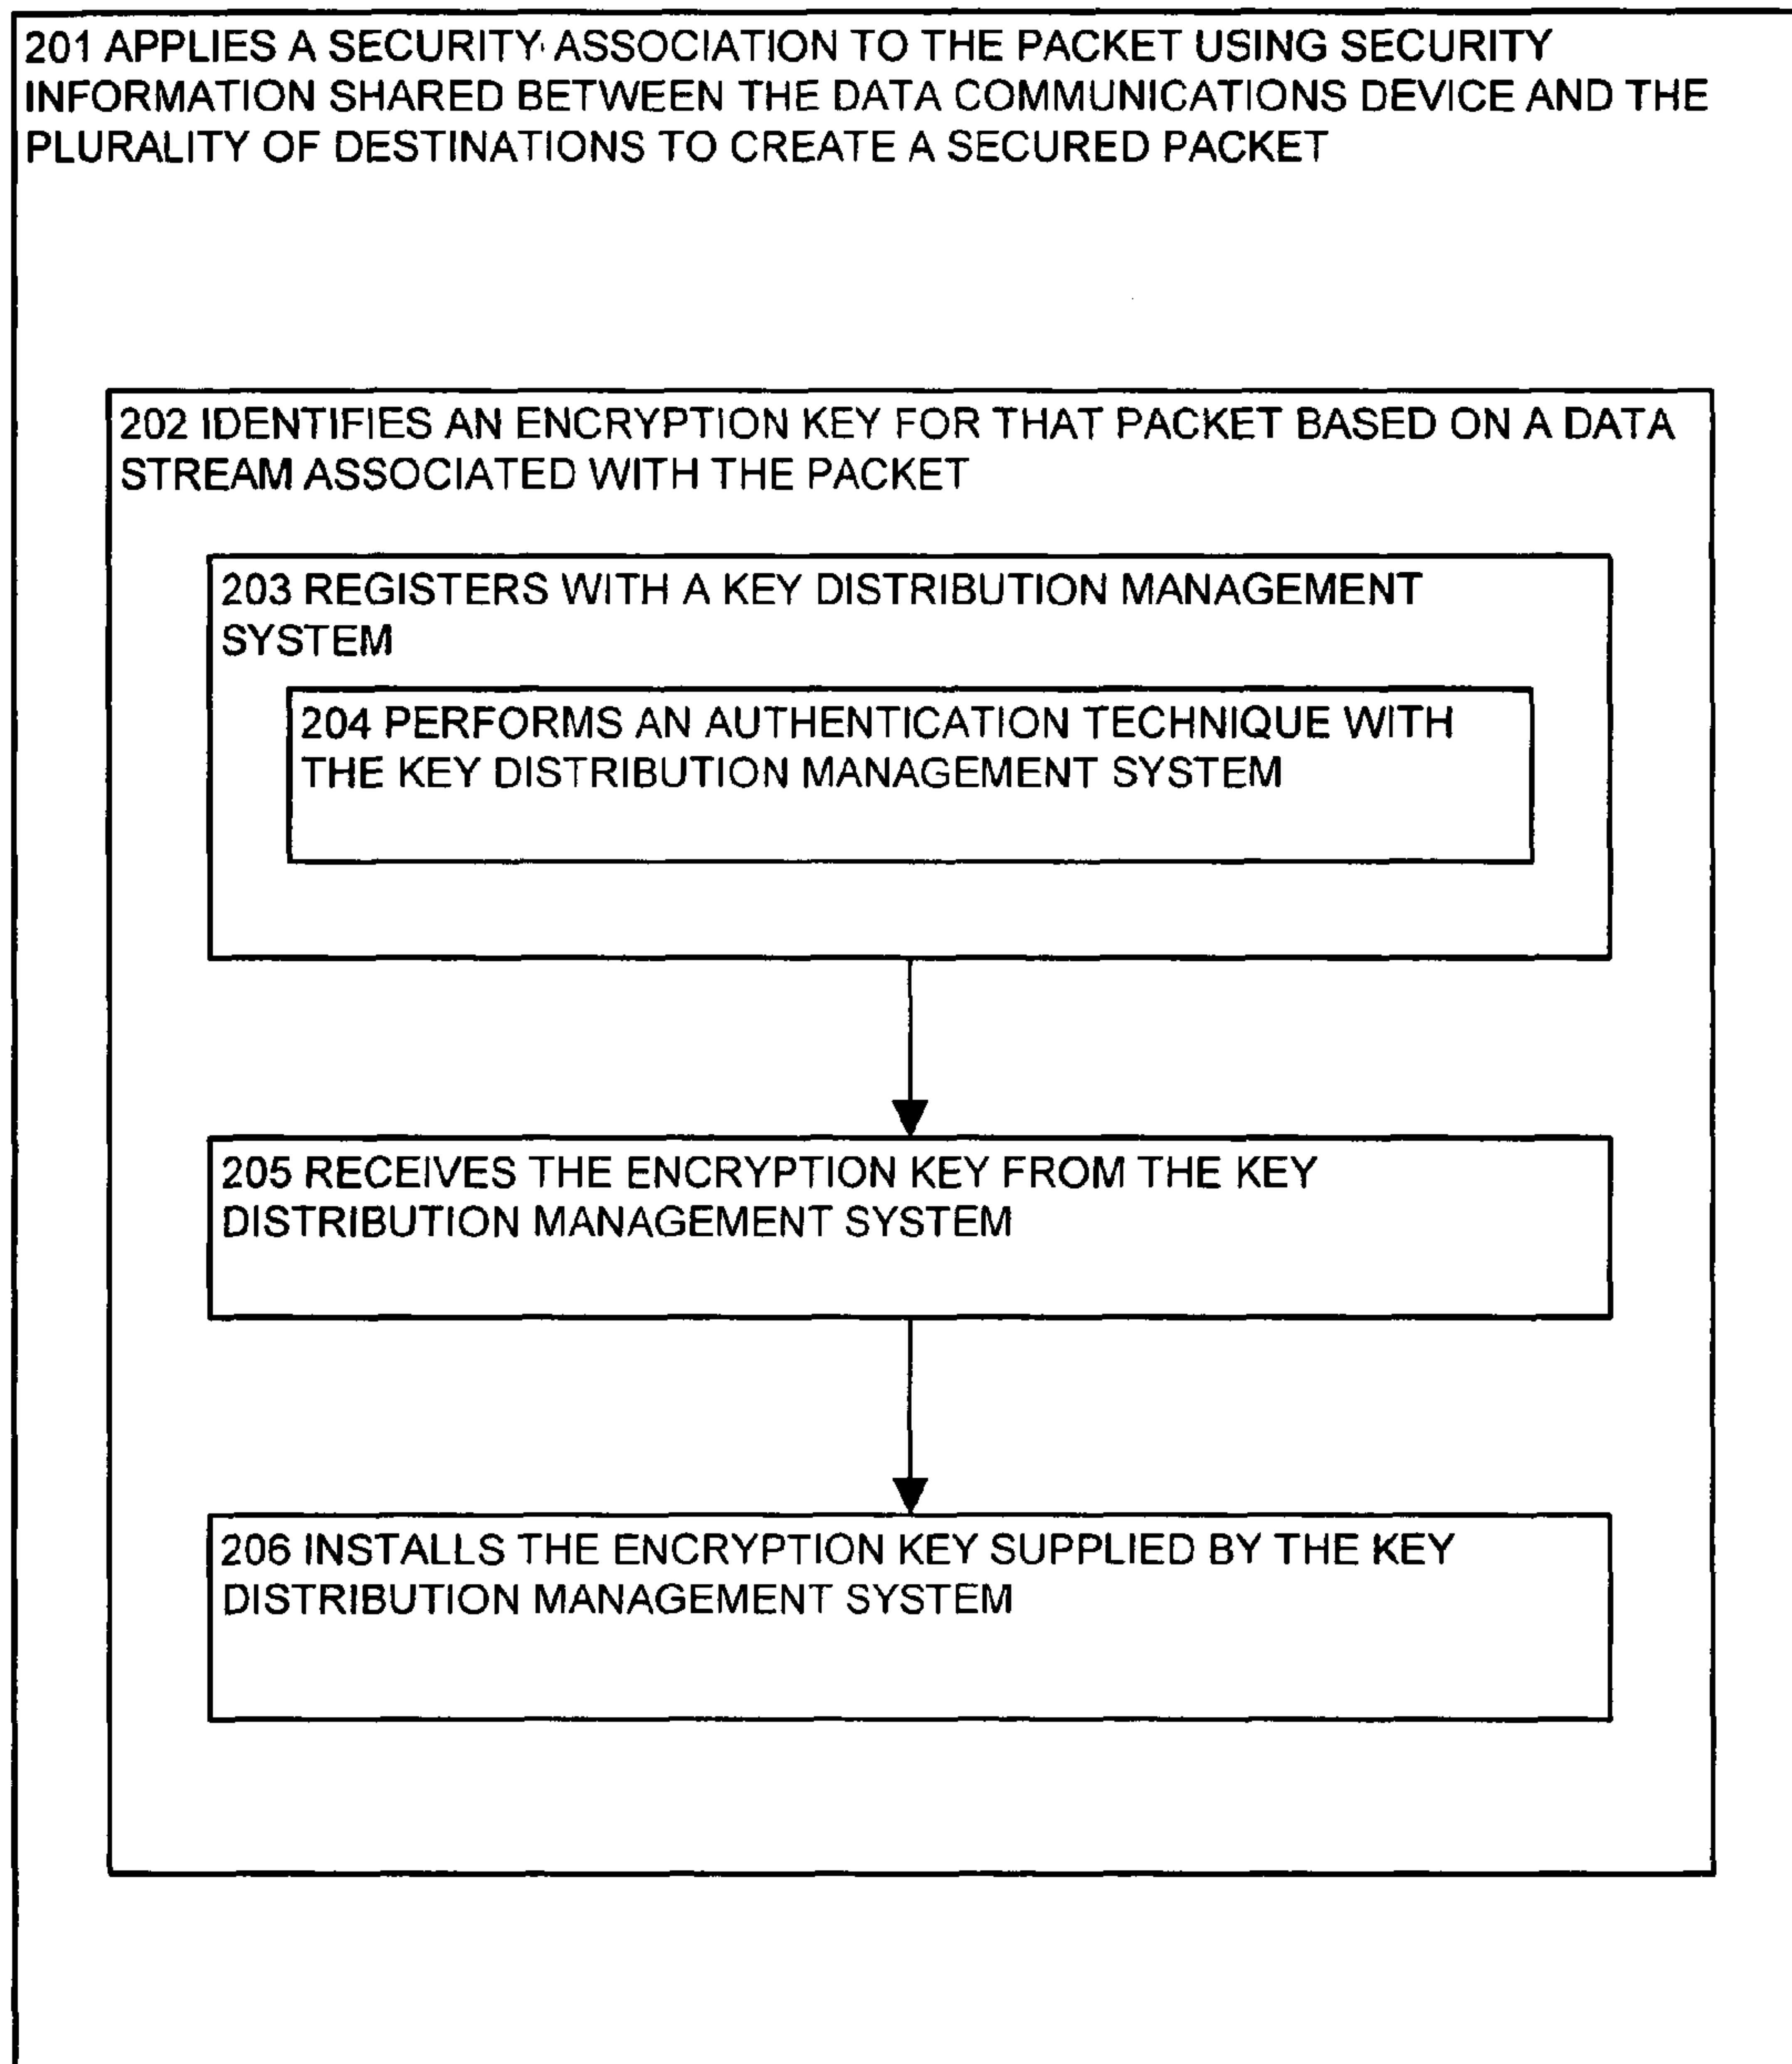 201 APPLIES A SECURITY ASSOCIATION TO THE PACKET USING SECURITY
INFORMATION SHARED BETWEEN THE DATA COMMUNICATIONS DEVICE AND THE
PLURALITY OF DESTINATIONS TO CREATE A SECURED PACKET
202 IDENTIFIES AN ENCRYPTION KEY FOR THAT PACKET BASED ON A DATA
STREAM ASSOCIATED WITH THE PACKET
203 REGISTERS WITH A KEY DISTRIBUTION MANAGEMENT
SYSTEM
204 PERFORMS AN AUTHENTICATION TECHNIQUE WITH
THE KEY DISTRIBUTION MANAGEMENT SYSTEM
205 RECEIVES THE ENCRYPTION KEY FROM THE KEY
DISTRIBUTION MANAGEMENT SYSTEM
206 INSTALLS THE ENCRYPTION KEY SUPPLIED BY THE KEY
DISTRIBUTION MANAGEMENT SYSTEM